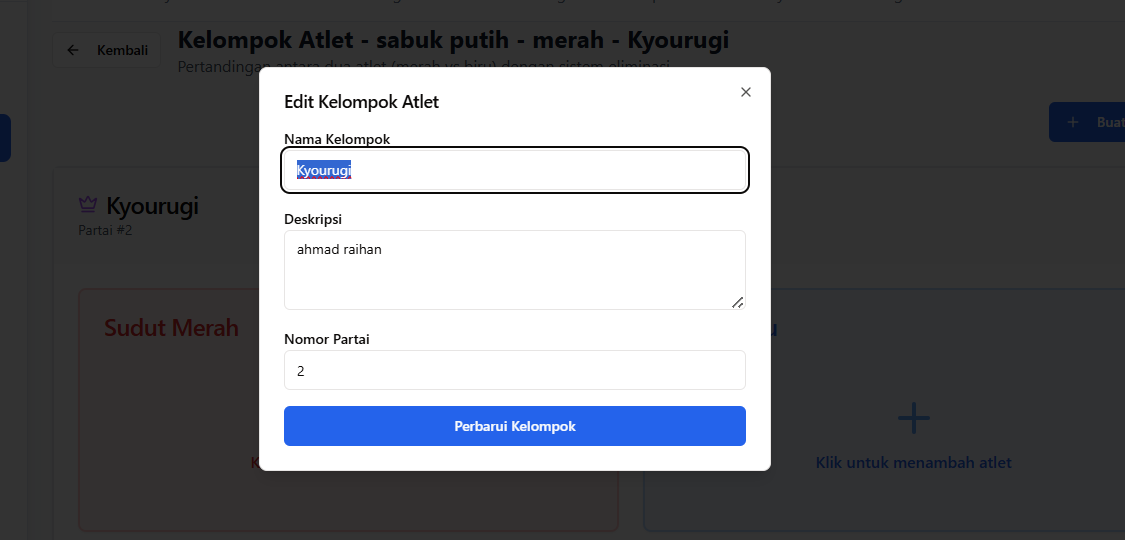 Kembali
Kelompok Atlet - sabuk putih - merah - Kyourugi
Pertandingan antara dua atlet (merah vs biru) dengan sistem eliminasi
Buat
Edit Kelompok Atlet
Nama Kelompok
Kyourugi
Deskripsi
ahmad raihan
Nomor Partai
2
Perbarui Kelompok
Kyourugi
Partai #2
Sudut Merah
Klik untuk menambah atlet